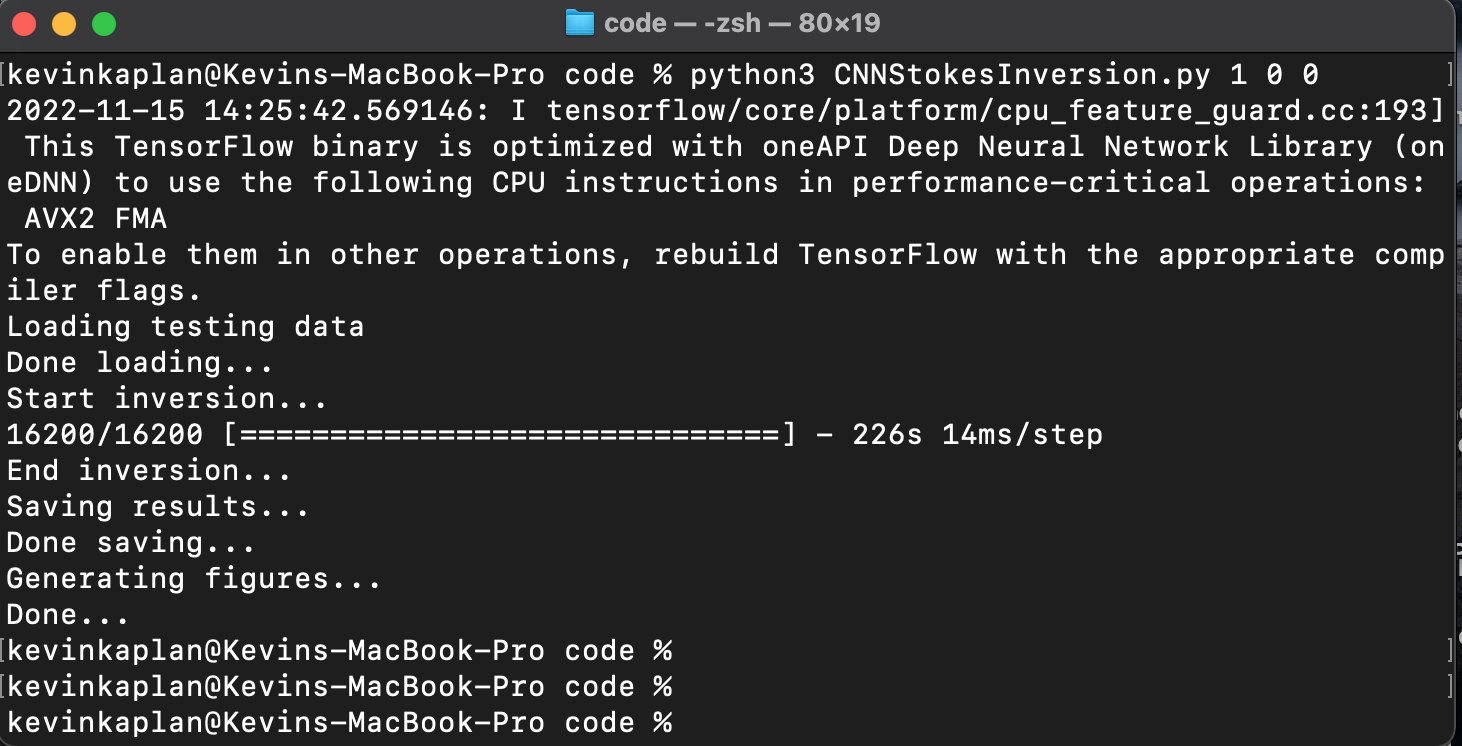 code — -zsh — 80×19
[kevinkaplan@Kevins-MacBook-Pro code % python3 CNNStokesInversion.py 1 0 0 ]
2022-11-15 14:25:42.569146: I tensorflow/core/platform/cpu_feature_guard.cc:193]
 This TensorFlow binary is optimized with oneAPI Deep Neural Network Library (on
eDNN) to use the following CPU instructions in performance-critical operations:
 AVX2 FMA
To enable them in other operations, rebuild TensorFlow with the appropriate comp
iler flags.
Loading testing data
Done loading...
Start inversion...
16200/16200 [==============================] - 226s 14ms/step
End inversion...
Saving results...
Done saving...
Generating figures...
Done...
[kevinkaplan@Kevins-MacBook-Pro code % ]
[kevinkaplan@Kevins-MacBook-Pro code % ]
kevinkaplan@Kevins-MacBook-Pro code %